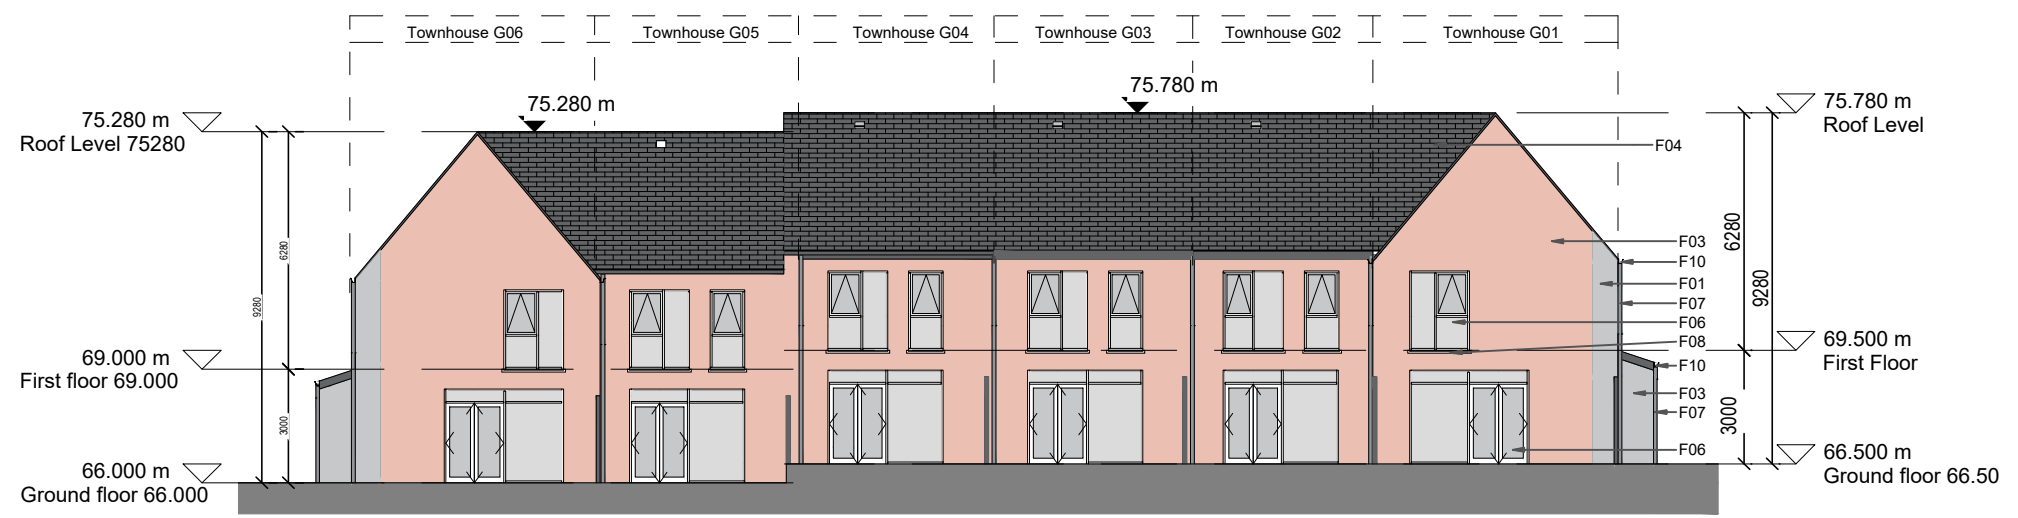 Townhouse G06
Townhouse G05
Townhouse G04
Townhouse G03
Townhouse G02
Townhouse G01
75.280 m
75.780 m
75.280 m
Roof Level 75280
75.780 m
Roof Level
F04
6280
9280
6280
9280
F03
F10
F01
F07
F06
F08
F10
F03
F07
F06
69.000 m
First floor 69.000
69.500 m
First Floor
3000
3000
66.000 m
Ground floor 66.000
66.500 m
Ground floor 66.50